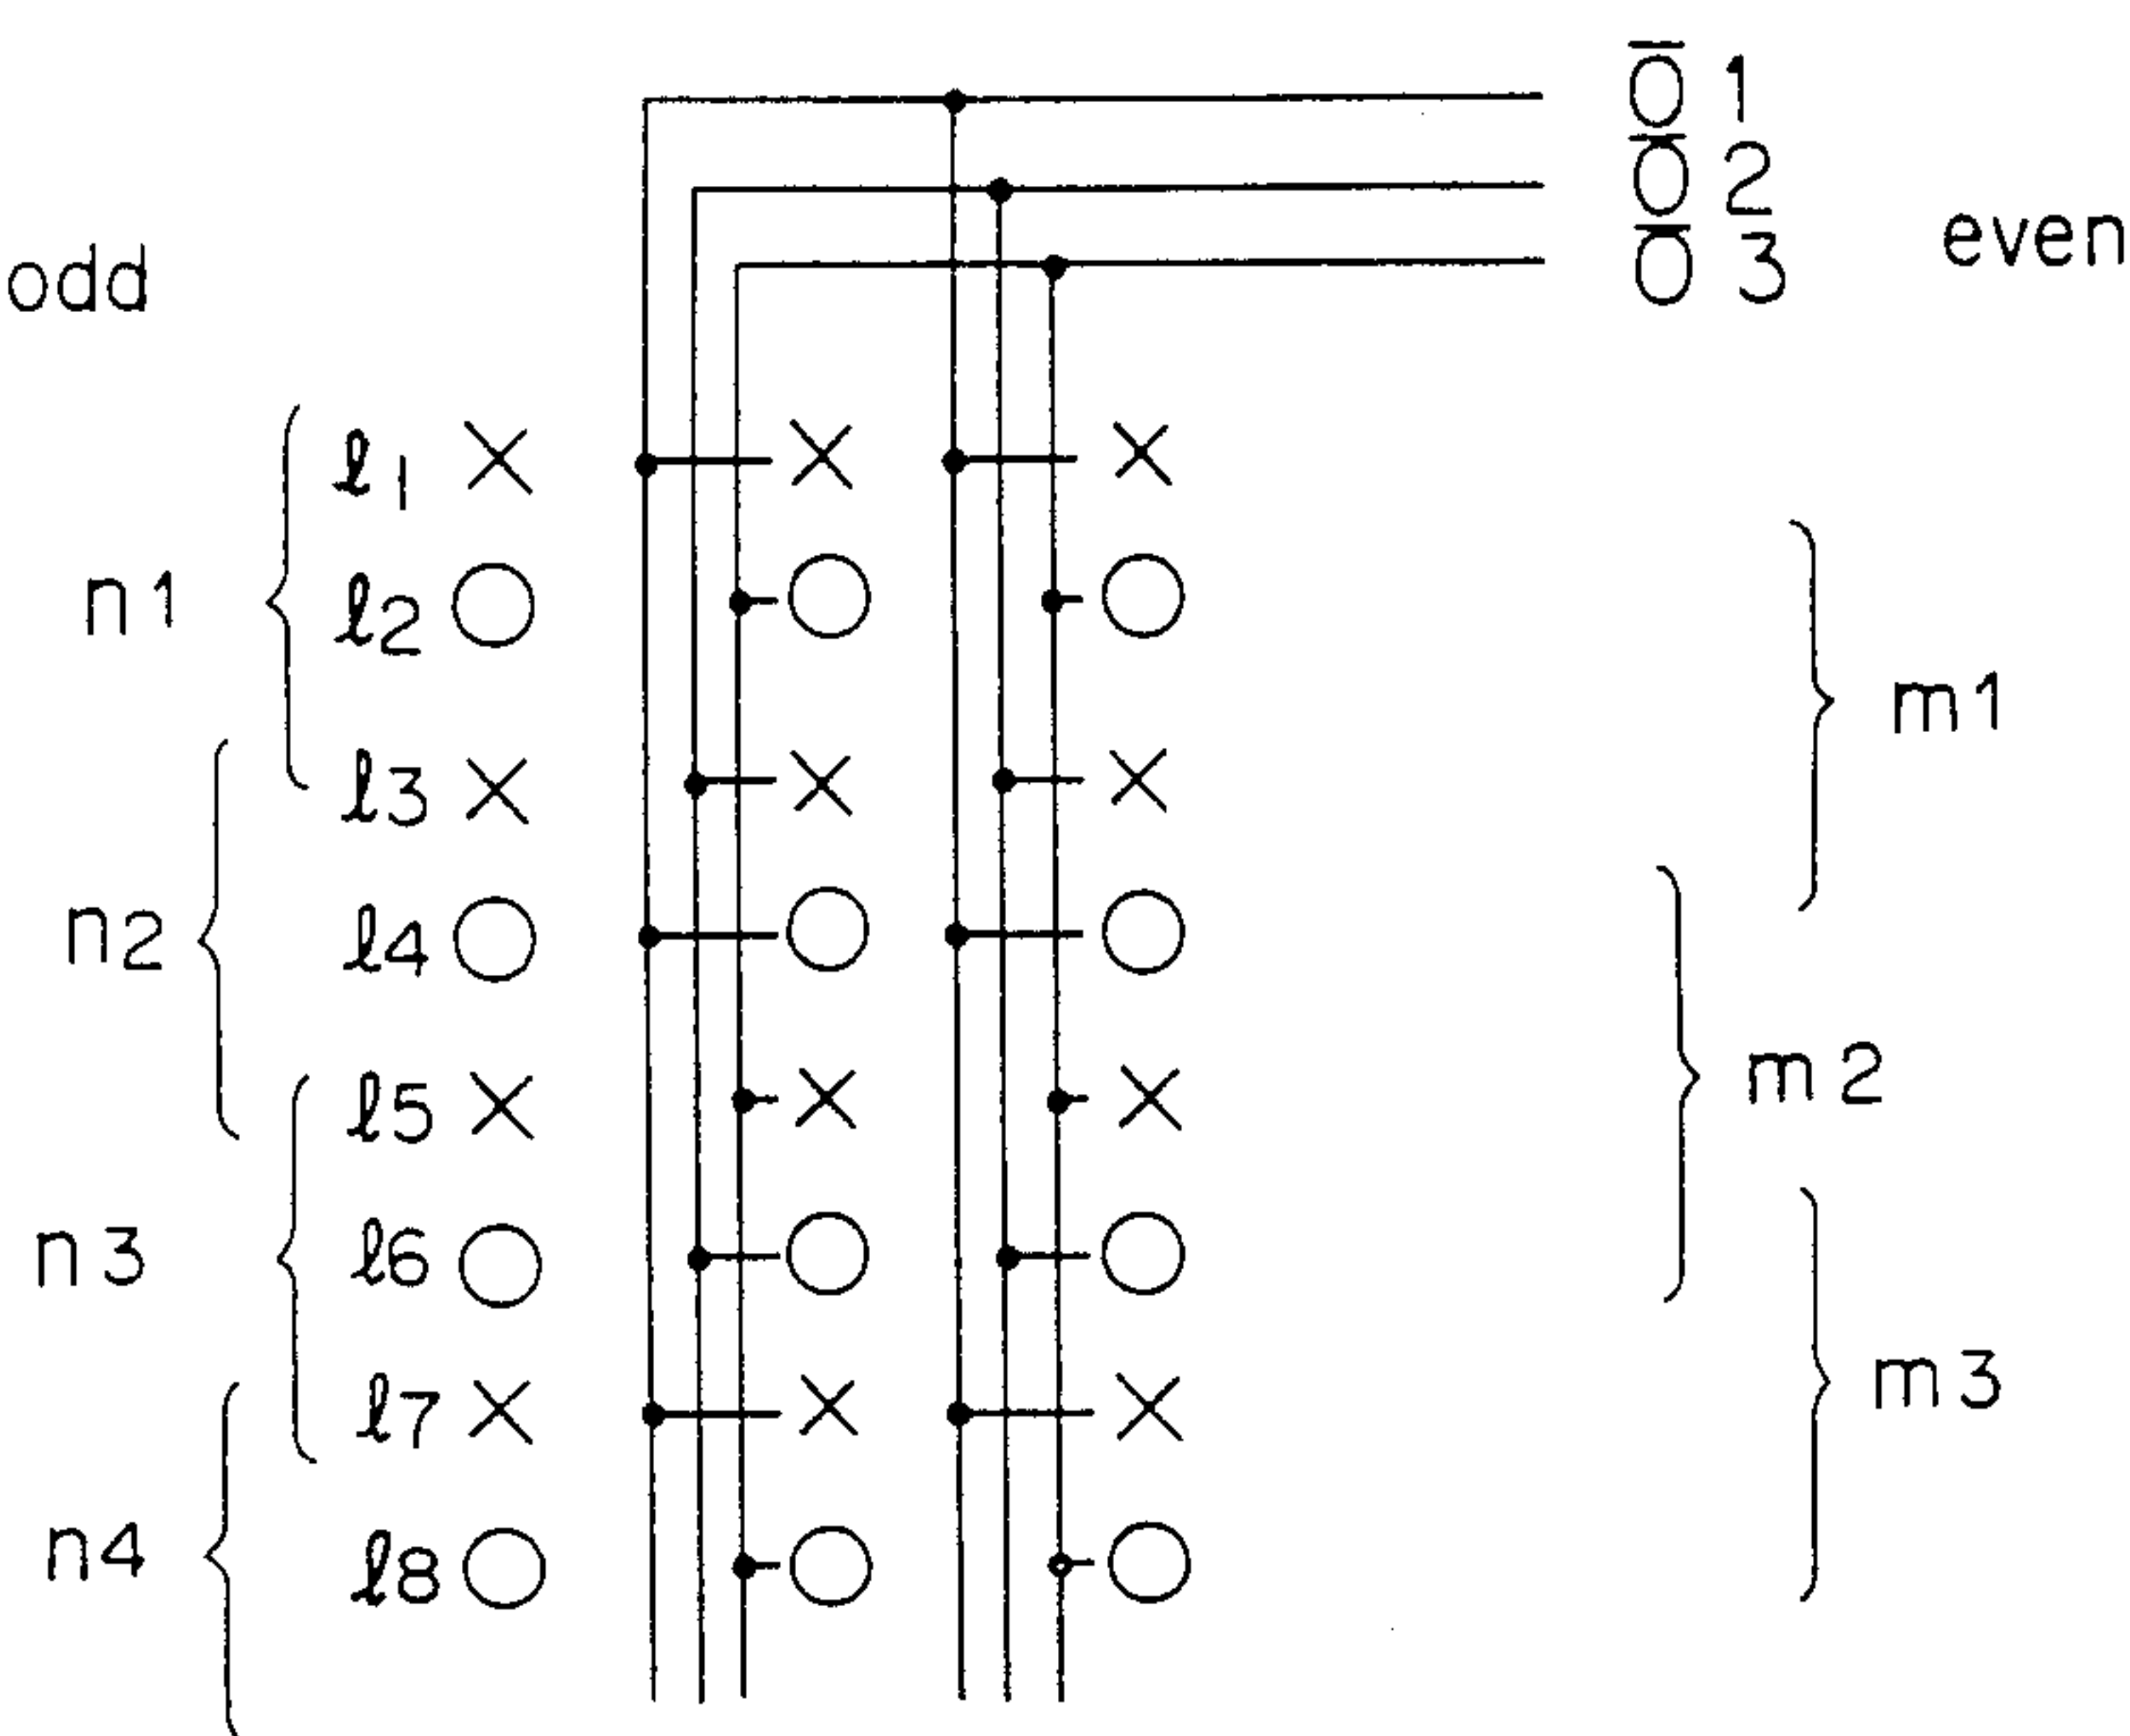 O̅ 1
O̅ 2
O̅ 3
even
odd
n1
ℓ1
ℓ2
ℓ3
m1
n2
ℓ4
ℓ5
m2
n3
ℓ6
ℓ7
m3
n4
ℓ8